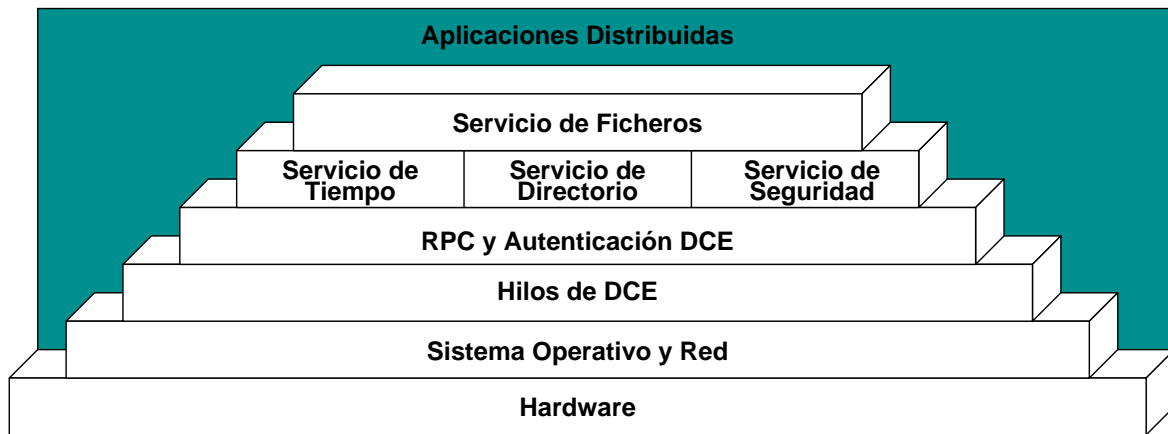 Aplicaciones Distribuidas
Servicio de Ficheros
Servicio de
Tiempo
Servicio de
Directorio
Servicio de
Seguridad
RPC y Autenticación DCE
Hilos de DCE
Sistema Operativo y Red
Hardware